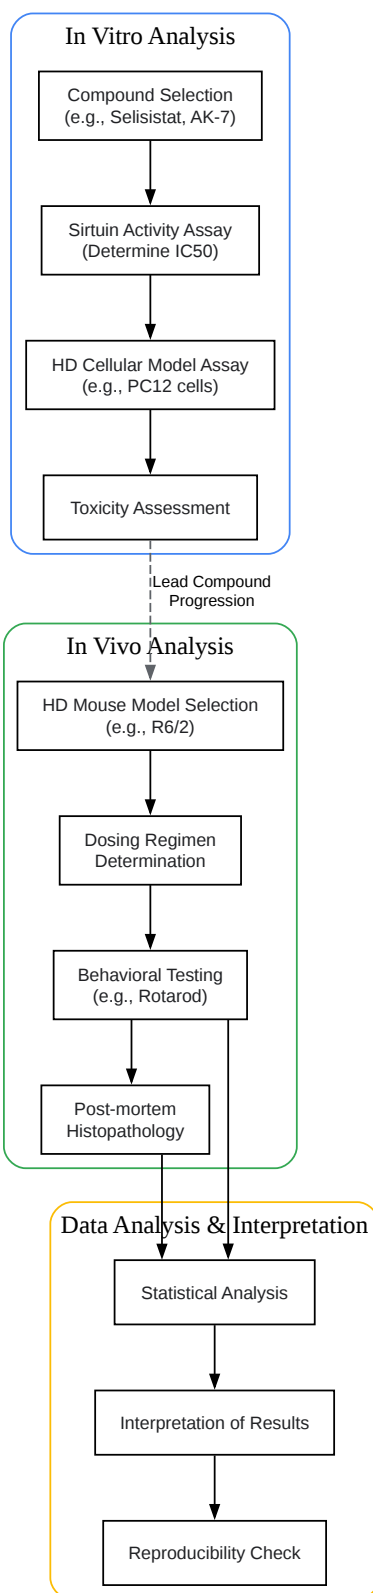 In Vitro Analysis
Compound Selection
(e.g., Selisistat, AK-7)
Sirtuin Activity Assay
(Determine IC50)
HD Cellular Model Assay
(e.g., PC12 cells)
Toxicity Assessment
Lead Compound
Progression
In Vivo Analysis
HD Mouse Model Selection
(e.g., R6/2)
Dosing Regimen
Determination
Behavioral Testing
(e.g., Rotarod)
Post-mortem
Histopathology
Data Analysis & Interpretation
Statistical Analysis
Interpretation of Results
Reproducibility Check